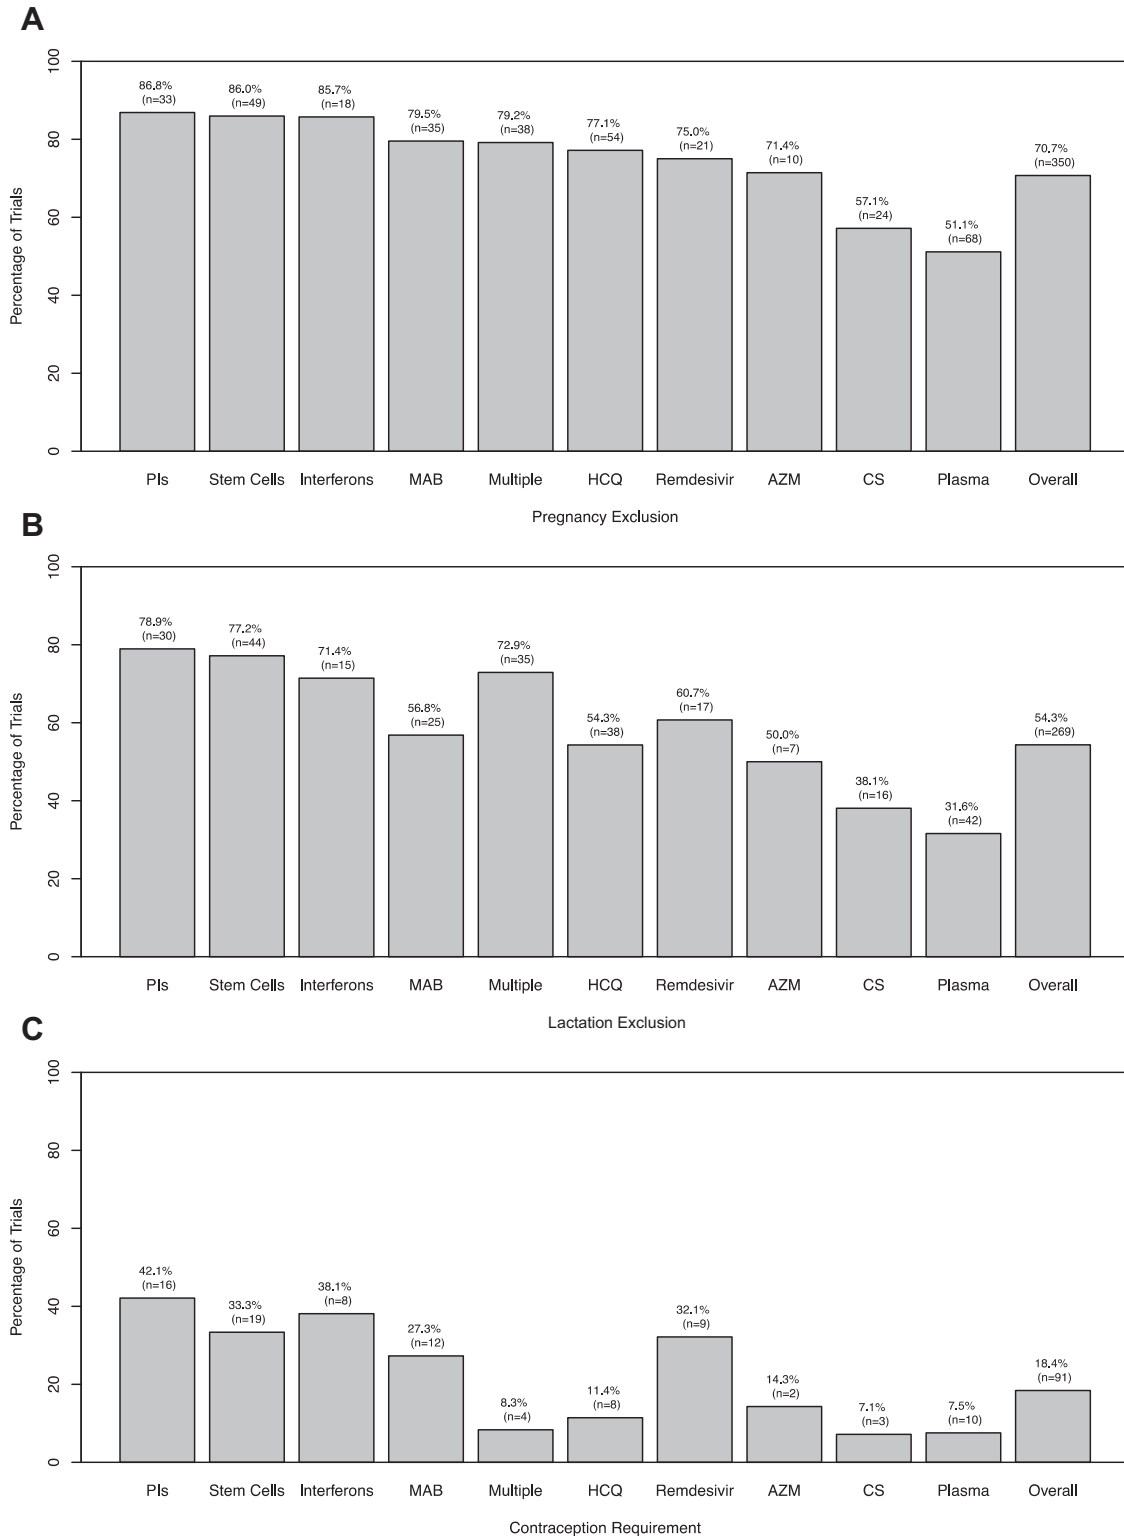 A
Percentage of Trials
100
80
60
40
20
0
86.8%
(n=33)
86.0%
(n=49)
85.7%
(n=18)
79.5%
(n=35)
79.2%
(n=38)
77.1%
(n=54)
75.0%
(n=21)
71.4%
(n=10)
57.1%
(n=24)
51.1%
(n=68)
70.7%
(n=350)
PIs Stem Cells Interferons MAB Multiple HCQ Remdesivir AZM CS Plasma Overall
Pregnancy Exclusion
B
Percentage of Trials
100
80
60
40
20
0
78.9%
(n=30)
77.2%
(n=44)
71.4%
(n=15)
56.8%
(n=25)
72.9%
(n=35)
54.3%
(n=38)
60.7%
(n=17)
50.0%
(n=7)
38.1%
(n=16)
31.6%
(n=42)
54.3%
(n=269)
PIs Stem Cells Interferons MAB Multiple HCQ Remdesivir AZM CS Plasma Overall
Lactation Exclusion
C
Percentage of Trials
100
80
60
40
20
0
42.1%
(n=16)
33.3%
(n=19)
38.1%
(n=8)
27.3%
(n=12)
8.3%
(n=4)
11.4%
(n=8)
32.1%
(n=9)
14.3%
(n=2)
7.1%
(n=3)
7.5%
(n=10)
18.4%
(n=91)
PIs Stem Cells Interferons MAB Multiple HCQ Remdesivir AZM CS Plasma Overall
Contraception Requirement